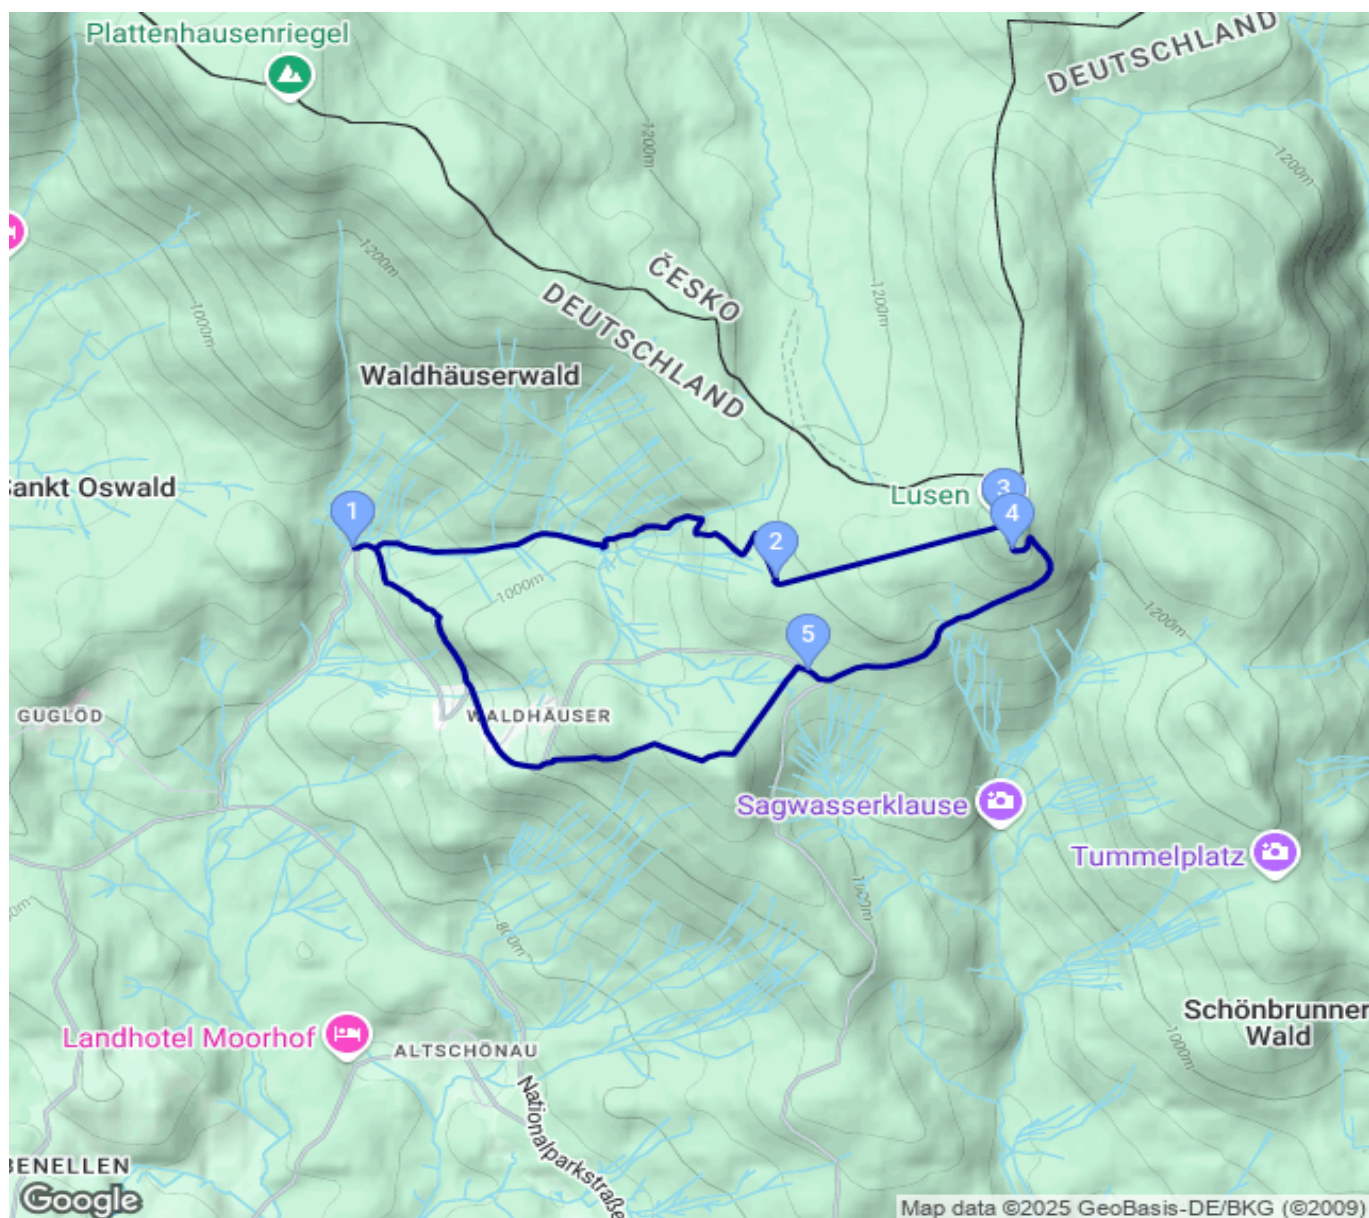 Plattenhausenriegel
DEUTSCHLAND
1200m
1200m
1200m
ČESKO
1200m
1000m
DEUTSCHLAND
Waldhäuserwald
Sankt Oswald
Lusen
3
1
4
2
1000m
5
1200m
GUGLÖD
WALDHÄUSER
Sagwasserklause
Tummelplatz
1000m
800m
Schönbrunner
Wald
Landhotel Moorhof
ALTSCHÖNAU
1000m
Nationalparkstraße
BENELLEN
Google
Map data ©2025 GeoBasis-DE/BKG (©2009)